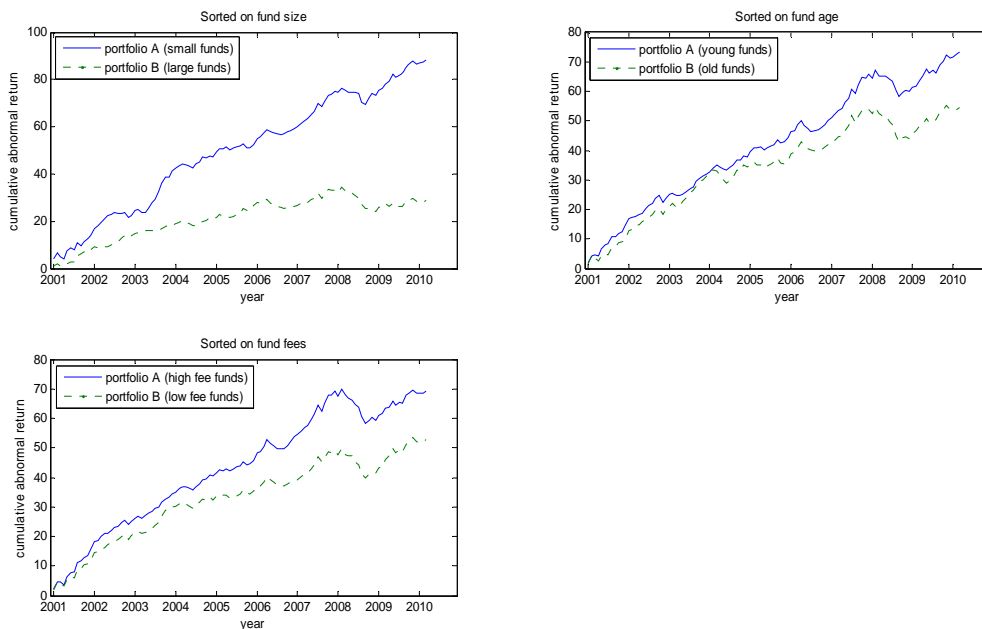 Sorted on fund size
100
80
60
40
20
0
cumulative abnormal return
portfolio A (small funds)
portfolio B (large funds)
2001 2002 2003 2004 2005 2006 2007 2008 2009 2010
year
Sorted on fund age
80
70
60
50
40
30
20
10
0
cumulative abnormal return
portfolio A (young funds)
portfolio B (old funds)
2001 2002 2003 2004 2005 2006 2007 2008 2009 2010
year
Sorted on fund fees
80
70
60
50
40
30
20
10
0
cumulative abnormal return
portfolio A (high fee funds)
portfolio B (low fee funds)
2001 2002 2003 2004 2005 2006 2007 2008 2009 2010
year